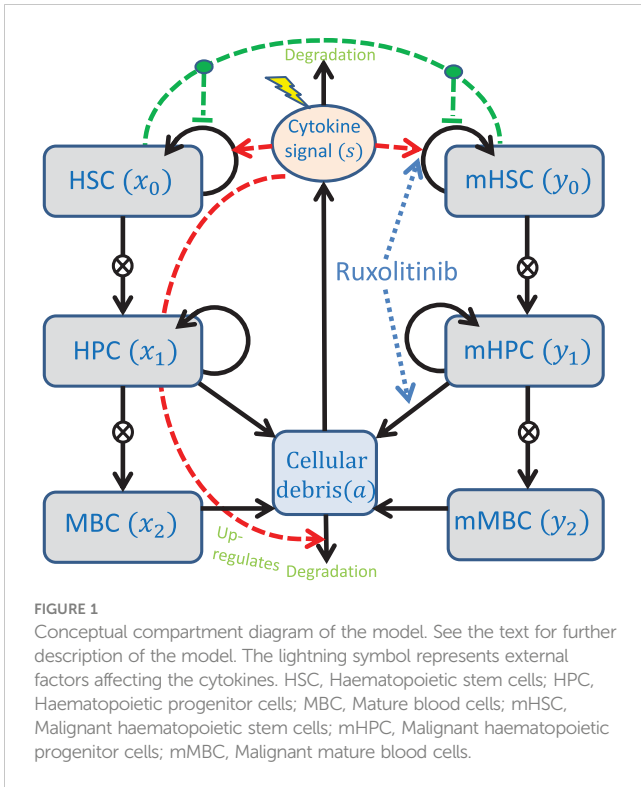 Degradation
Cytokine
signal (s)
HSC (x₀)
mHSC (y₀)
Ruxolitinib
HPC (x₁)
mHPC (y₁)
Cellular
debris(a)
MBC (x₂)
mMBC (y₂)
Up-
regulates
Degradation
FIGURE 1
Conceptual compartment diagram of the model. See the text for further
description of the model. The lightning symbol represents external
factors affecting the cytokines. HSC, Haematopoietic stem cells; HPC,
Haematopoietic progenitor cells; MBC, Mature blood cells; mHSC,
Malignant haematopoietic stem cells; mHPC, Malignant haematopoietic
progenitor cells; mMBC, Malignant mature blood cells.